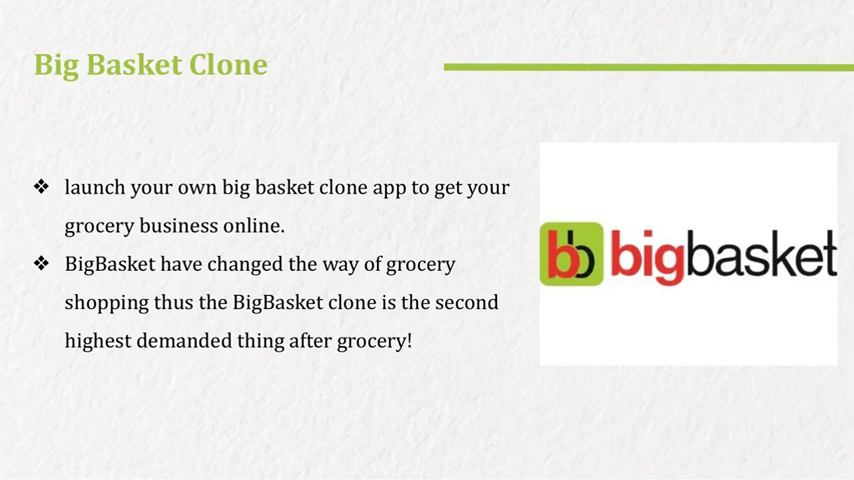 Big Basket Clone
❖ launch your own big basket clone app to get your
grocery business online.
❖ BigBasket have changed the way of grocery
shopping thus the BigBasket clone is the second
highest demanded thing after grocery!
bb bigbasket